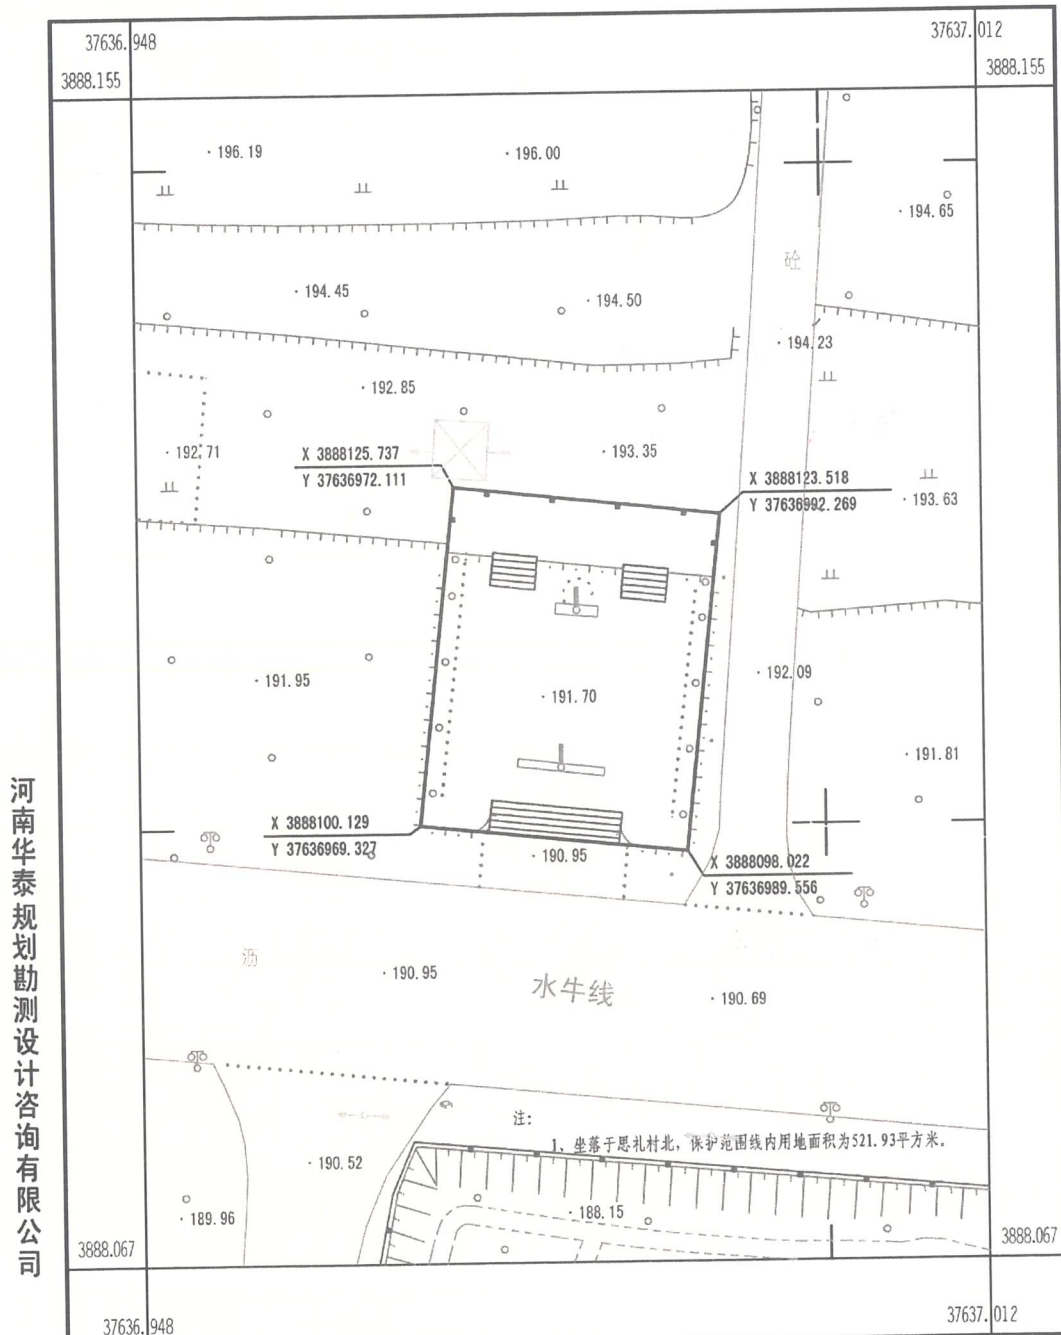 37636.948
37637.012
3888.155
3888.155
196.19
196.00
194.65
砼
194.45
194.50
194.23
192.85
192.71
193.35
193.63
X 3888125.737
Y 37636972.111
X 3888123.518
Y 37636992.269
191.95
192.09
191.70
191.81
X 3888100.129
Y 37636969.327
190.95
X 3888098.022
Y 37636989.556
沥
190.95
水牛线
190.69
注:
1、坐落于思礼村北，保护范围线内用地面积为521.93平方米。
190.52
189.96
188.15
3888.067
3888.067
37636.948
37637.012
河南华泰规划勘测设计咨询有限公司